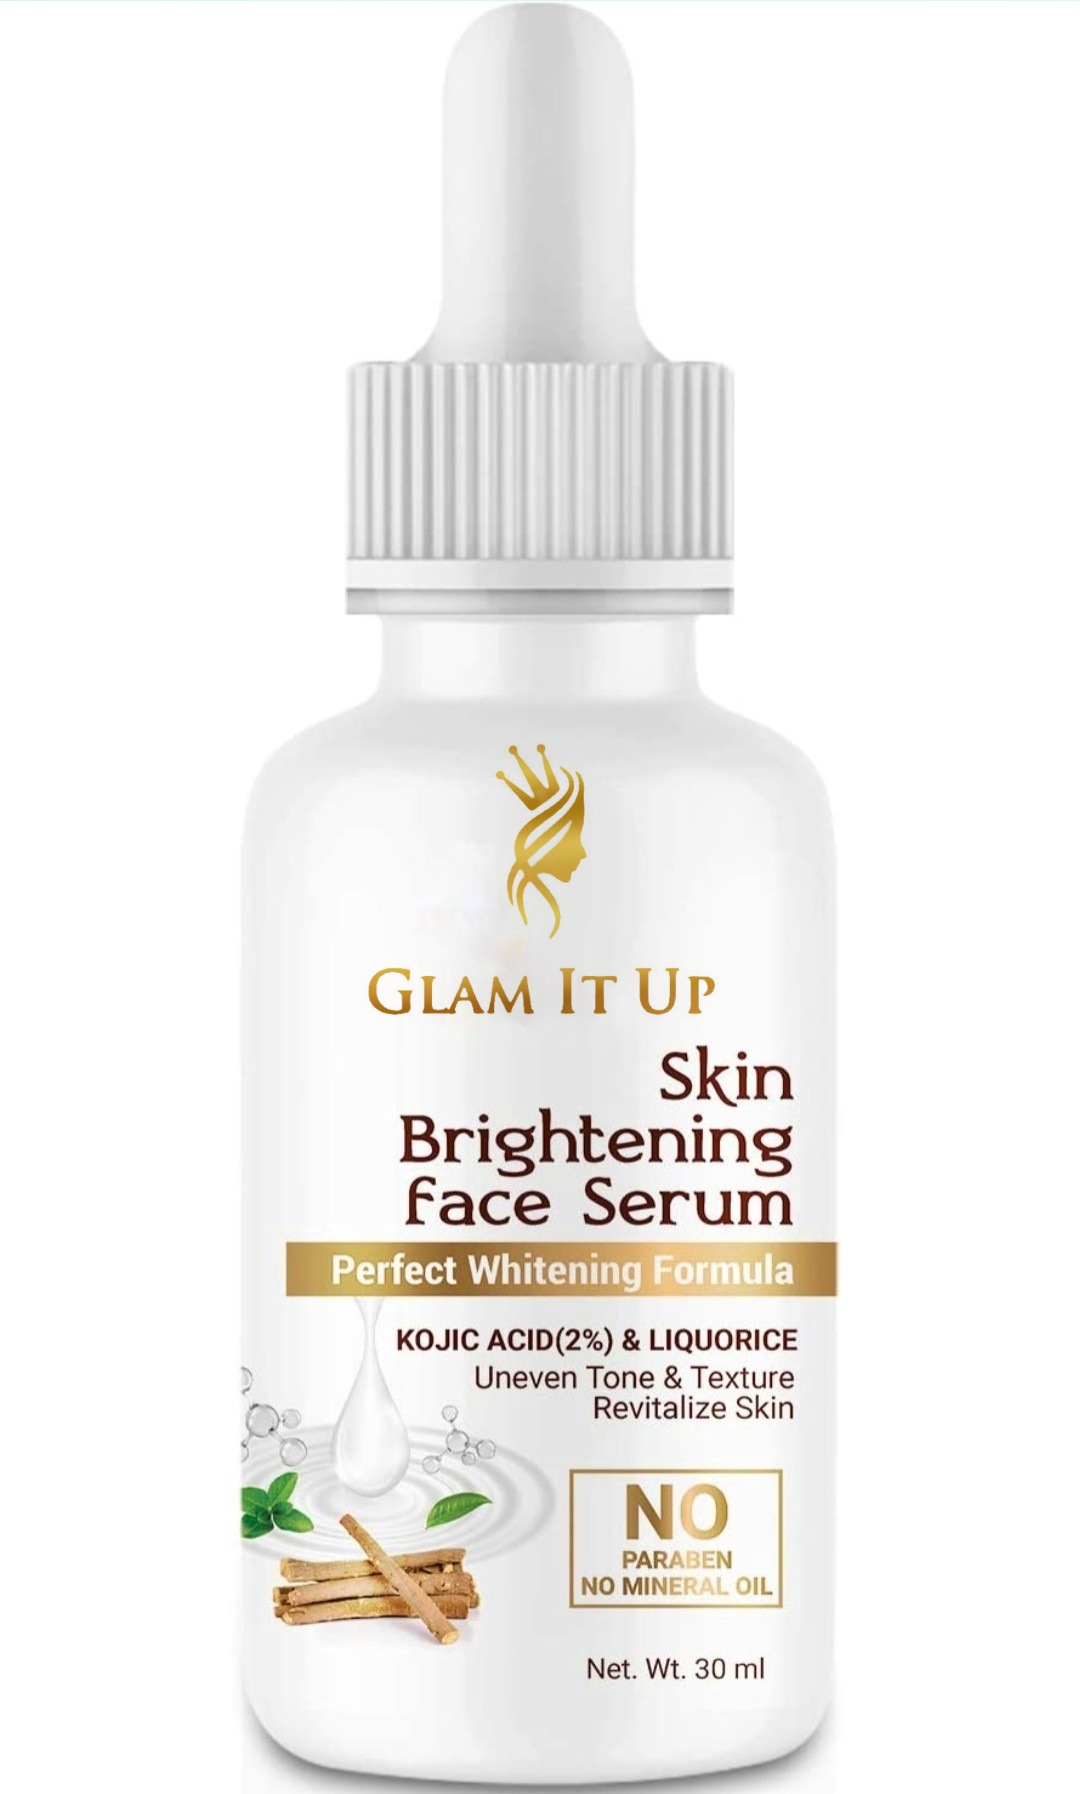 GLAM IT UP
Skin
Brightening
face Serum
Perfect Whitening Formula
KOJIC ACID(2%) & LIQUORICE
Uneven Tone & Texture
Revitalize Skin
NO
PARABEN
NO MINERAL OIL
Net. Wt. 30 ml